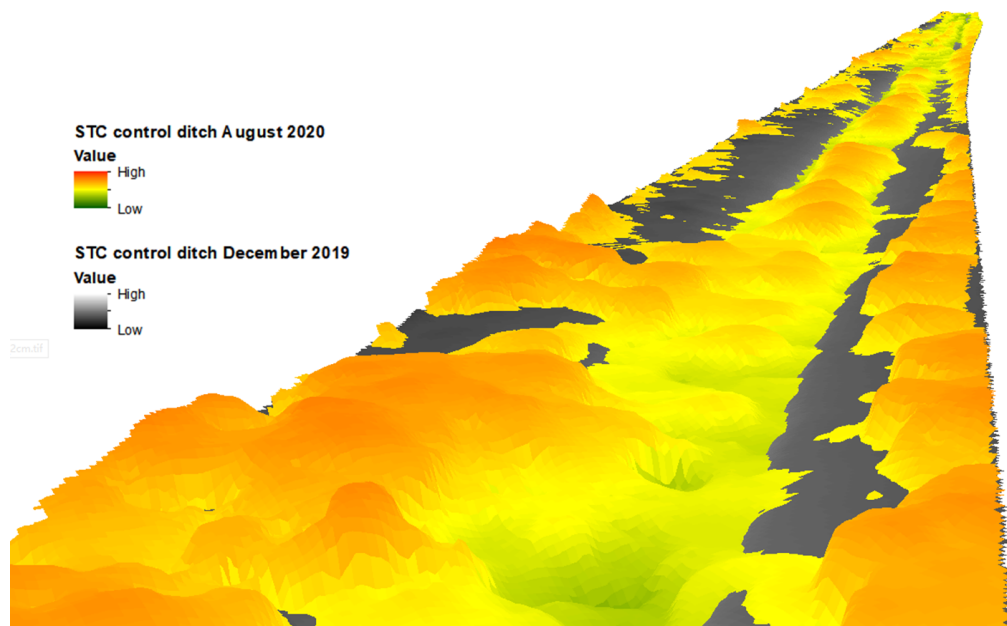 STC control ditch August 2020
Value
High
Low
STC control ditch December 2019
Value
High
Low
2cm.tif